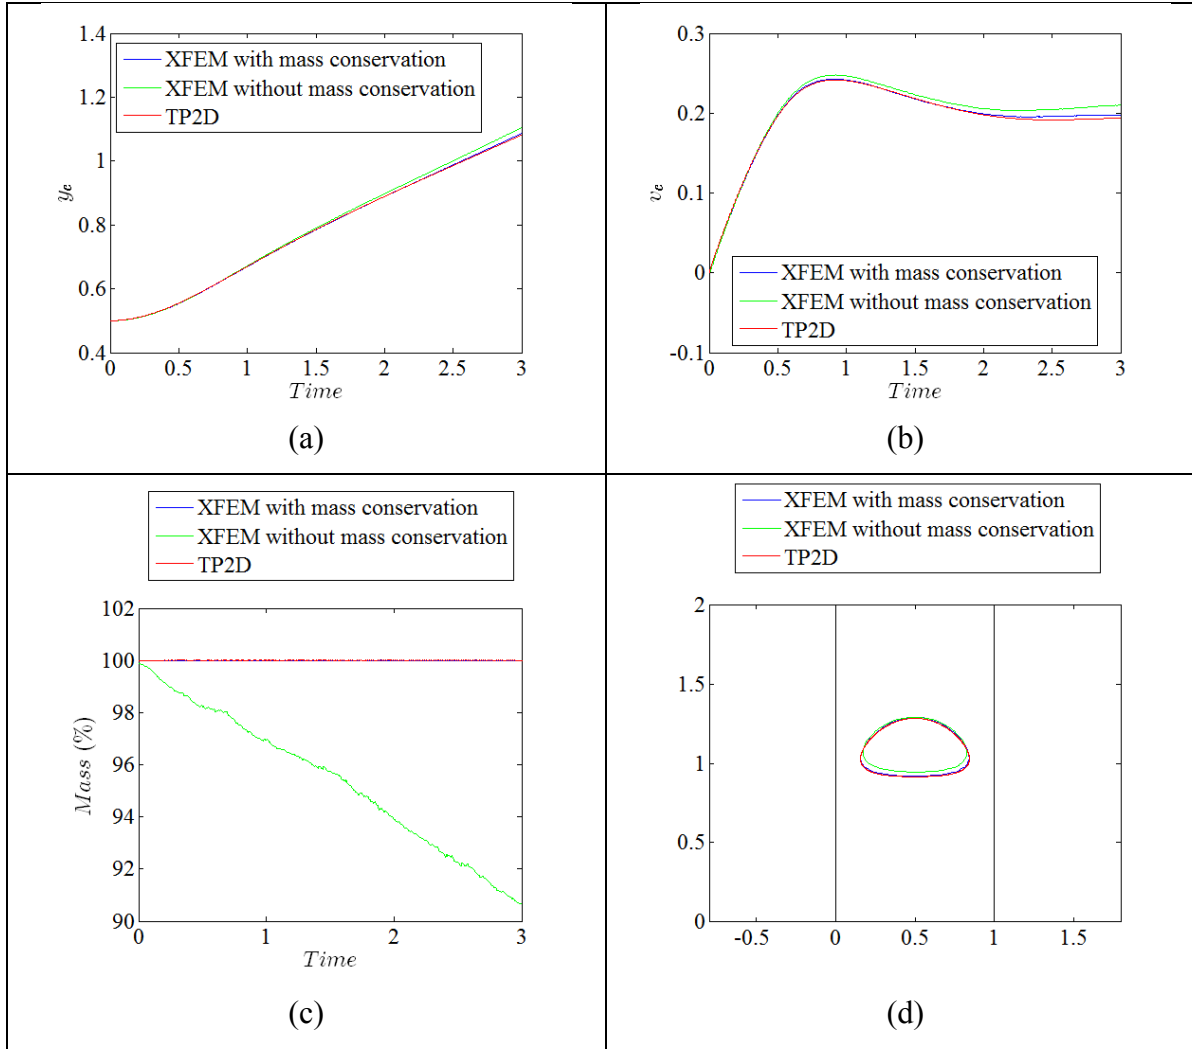 1.4
XFEM with mass conservation
XFEM without mass conservation
TP2D
1.2
1
0.8
0.6
0.4
y_c
0 0.5 1 1.5 2 2.5 3
Time
(a)
0.3
0.2
0.1
0
-0.1
v_c
XFEM with mass conservation
XFEM without mass conservation
TP2D
0 0.5 1 1.5 2 2.5 3
Time
(b)
XFEM with mass conservation
XFEM without mass conservation
TP2D
102
100
98
96
94
92
90
Mass (%)
0 1 2 3
Time
(c)
XFEM with mass conservation
XFEM without mass conservation
TP2D
2
1.5
1
0.5
0
-0.5 0 0.5 1 1.5
(d)